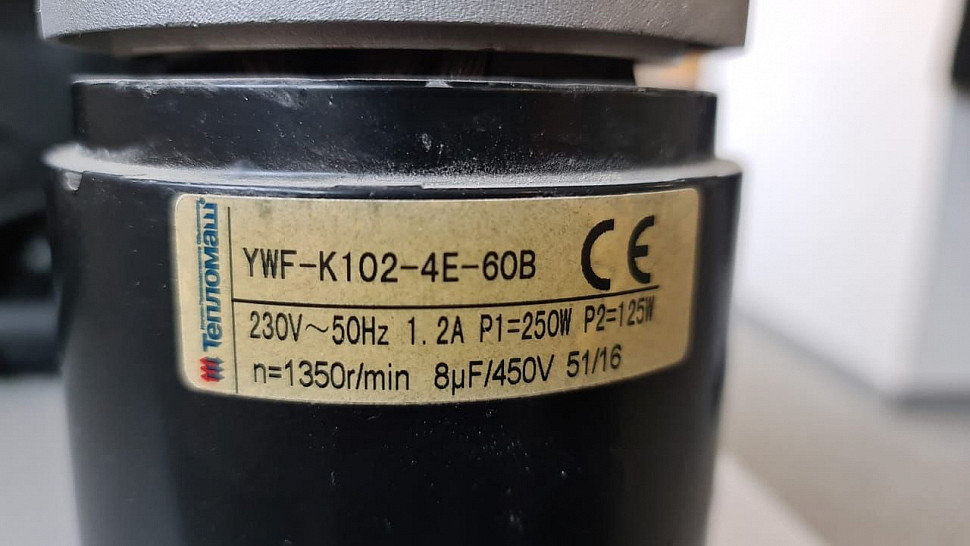 Тепломаш
YWF-K102-4E-60B CE
230V～50Hz 1.2A P1=250W P2=125W
n=1350r/min 8µF/450V 51/16